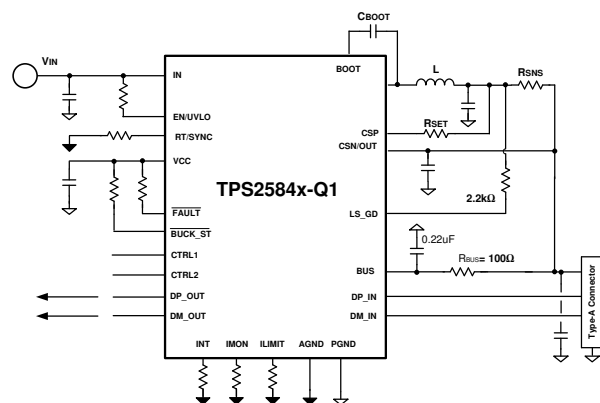 CBOOT
VIN
IN
BOOT
L
RSNS
EN/UVLO
RT/SYNC
CSP
RSET
CSN/OUT
VCC
TPS2584x-Q1
2.2kΩ
FAULT
LS_GD
BUCK_ST
0.22uF
CTRL1
CTRL2
BUS
RBUS= 100Ω
DP_OUT
DP_IN
DM_OUT
DM_IN
Type-A Connector
INT
IMON
ILIMIT
AGND
PGND